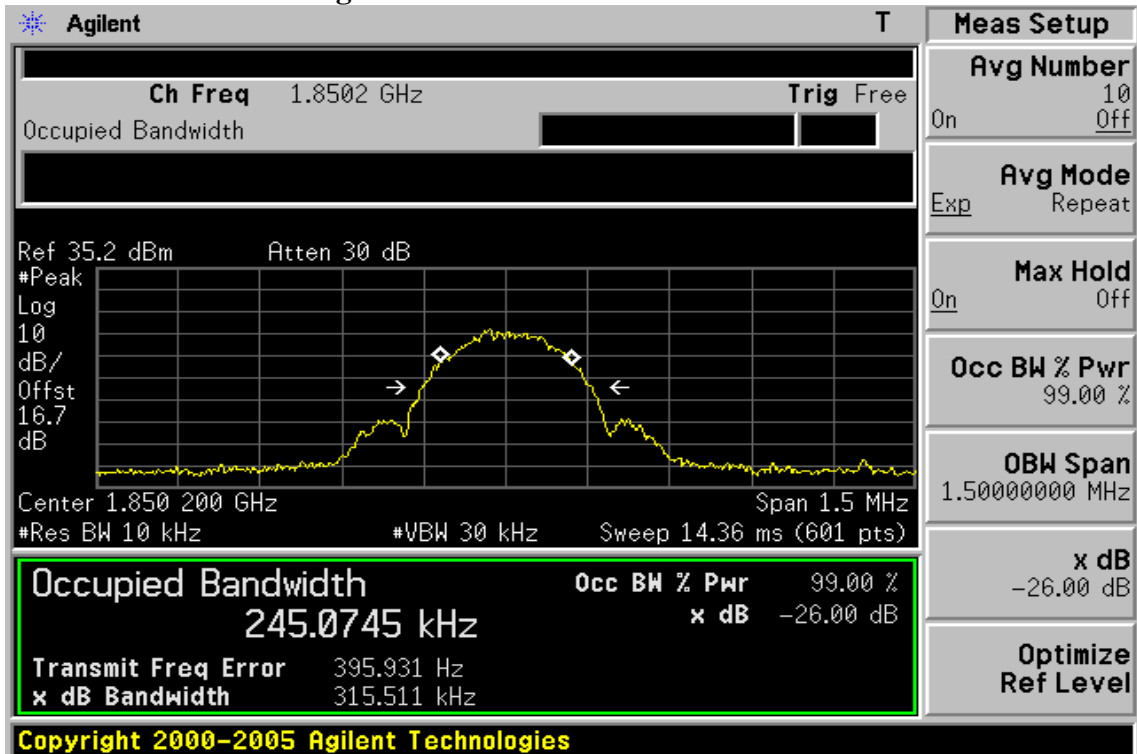 Agilent T
Ch Freq 1.8502 GHz Trig Free
Occupied Bandwidth
Ref 35.2 dBm Atten 30 dB
#Peak
Log
10
dB/
Offst
16.7
dB
Center 1.850 200 GHz Span 1.5 MHz
#Res BW 10 kHz #VBW 30 kHz Sweep 14.36 ms (601 pts)
Occupied Bandwidth Occ BW % Pwr 99.00 %
245.0745 kHz x dB -26.00 dB
Transmit Freq Error 395.931 Hz
x dB Bandwidth 315.511 kHz
Copyright 2000-2005 Agilent Technologies
Meas Setup
Avg Number
10
On Off
Avg Mode
Exp Repeat
Max Hold
On Off
Occ BW % Pwr
99.00 %
OBW Span
1.50000000 MHz
x dB
-26.00 dB
Optimize
Ref Level